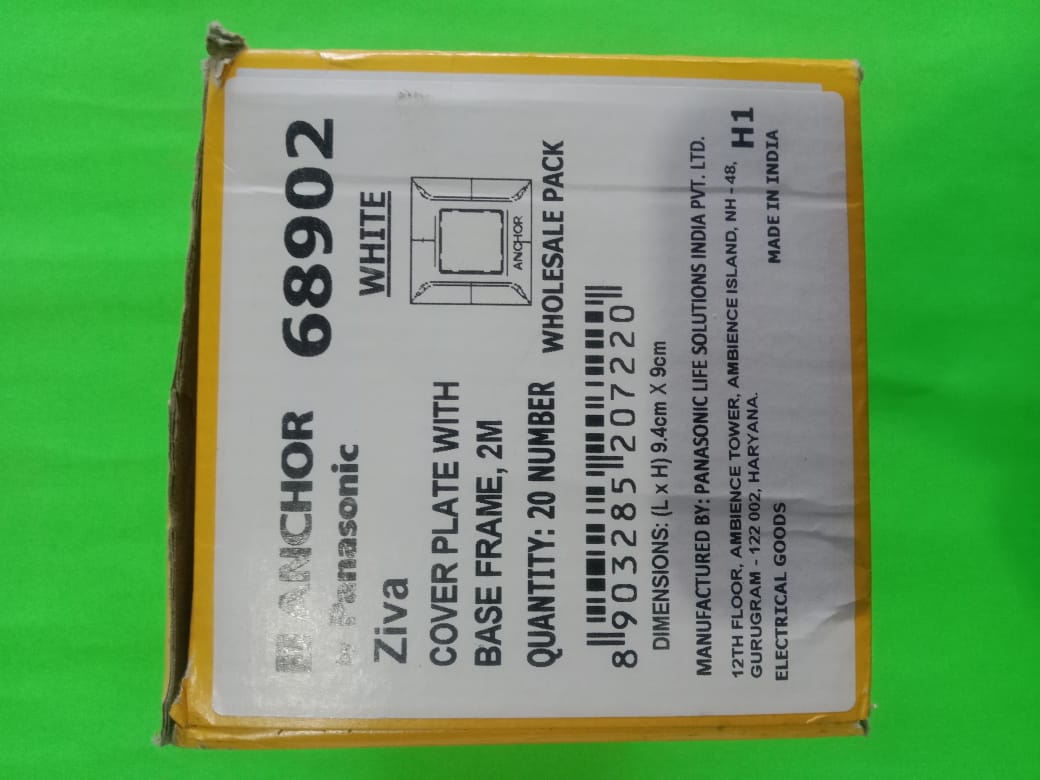 ANCHOR 68902
by Panasonic
WHITE
Ziva
COVER PLATE WITH
BASE FRAME, 2M
ANCHOR
QUANTITY: 20 NUMBER WHOLESALE PACK
8 903285 207220
DIMENSIONS: (L x H) 9.4cm X 9cm
MANUFACTURED BY: PANASONIC LIFE SOLUTIONS INDIA PVT. LTD.
12TH FLOOR, AMBIENCE TOWER, AMBIENCE ISLAND, NH - 48,
GURUGRAM - 122 002, HARYANA.
H1
ELECTRICAL GOODS
MADE IN INDIA